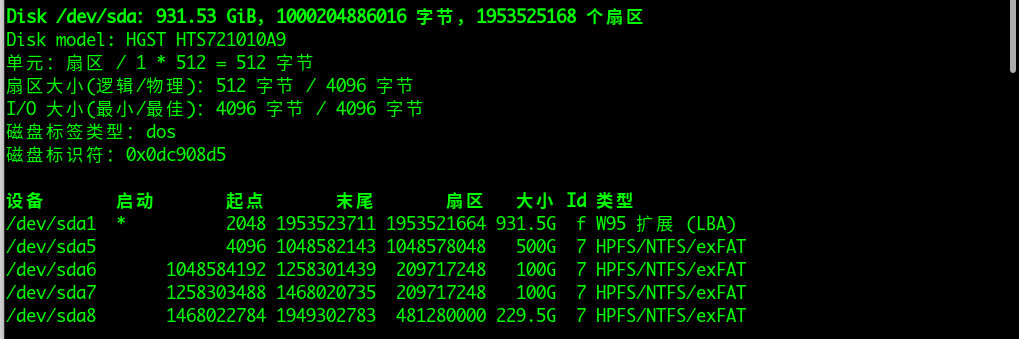 Disk /dev/sda: 931.53 GiB, 1000204886016 字节, 1953525168 个扇区
Disk model: HGST HTS721010A9
单元: 扇区 / 1 * 512 = 512 字节
扇区大小(逻辑/物理): 512 字节 / 4096 字节
I/O 大小(最小/最佳): 4096 字节 / 4096 字节
磁盘标签类型: dos
磁盘标识符: 0x0dc908d5
设备 启动 起点 末尾 扇区 大小 Id 类型
/dev/sda1 * 2048 1953523711 1953521664 931.5G f W95 扩展 (LBA)
/dev/sda5 4096 1048582143 1048578048 500G 7 HPFS/NTFS/exFAT
/dev/sda6 1048584192 1258301439 209717248 100G 7 HPFS/NTFS/exFAT
/dev/sda7 1258303488 1468020735 209717248 100G 7 HPFS/NTFS/exFAT
/dev/sda8 1468022784 1949302783 481280000 229.5G 7 HPFS/NTFS/exFAT